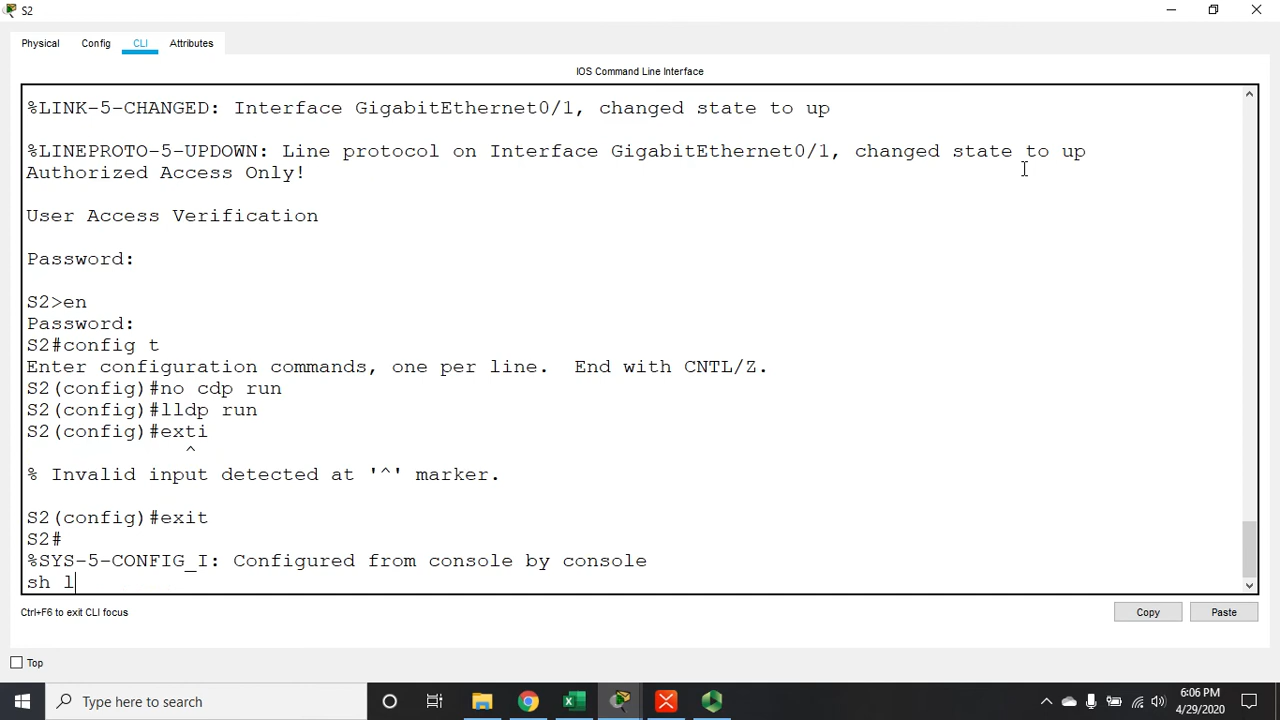 S2
Physical Config CLI Attributes
IOS Command Line Interface
%LINK-5-CHANGED: Interface GigabitEthernet0/1, changed state to up
%LINEPROTO-5-UPDOWN: Line protocol on Interface GigabitEthernet0/1, changed state to up
Authorized Access Only!
User Access Verification
Password:
S2>en
Password:
S2#config t
Enter configuration commands, one per line.  End with CNTL/Z.
S2(config)#no cdp run
S2(config)#lldp run
S2(config)#exti
^
% Invalid input detected at '^' marker.
S2(config)#exit
S2#
%SYS-5-CONFIG_I: Configured from console by console
sh l
Ctrl+F6 to exit CLI focus
Copy Paste
Top
Type here to search
6:06 PM
4/29/2020